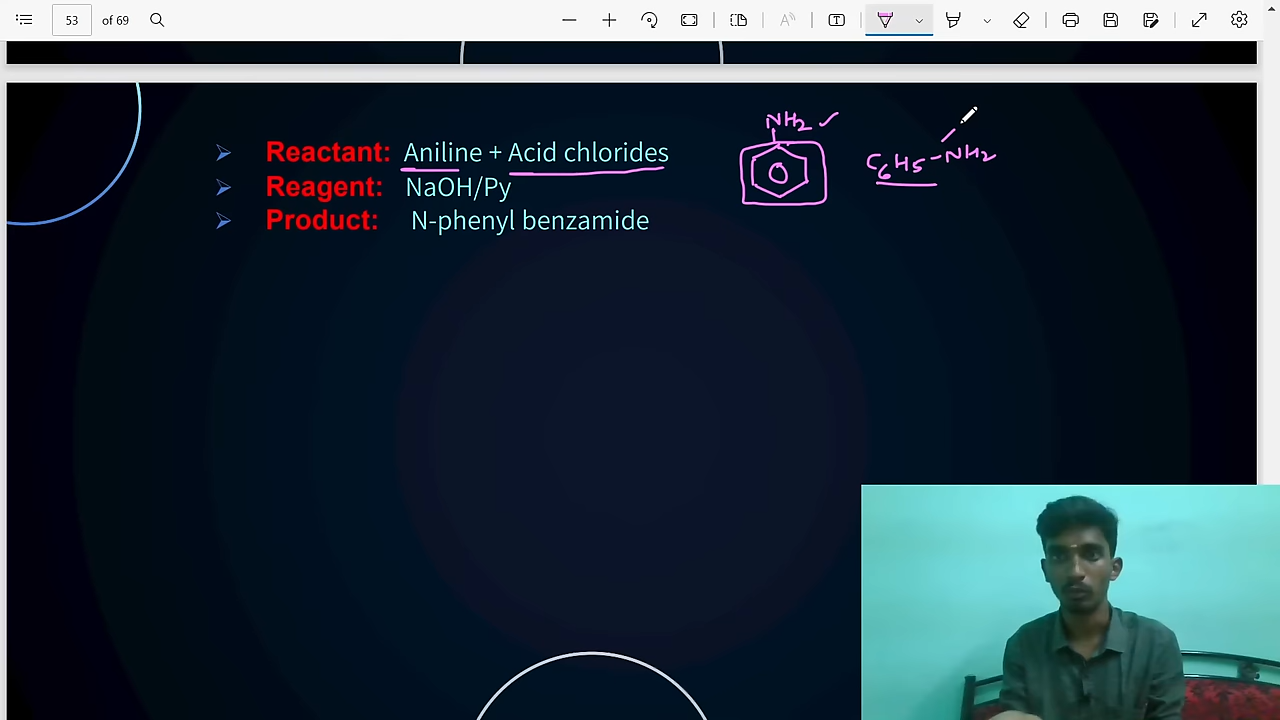 53 of 69
NH2 ✓
Reactant: Aniline + Acid chlorides
C6H5-NH2
Reagent: NaOH/Py
Product: N-phenyl benzamide